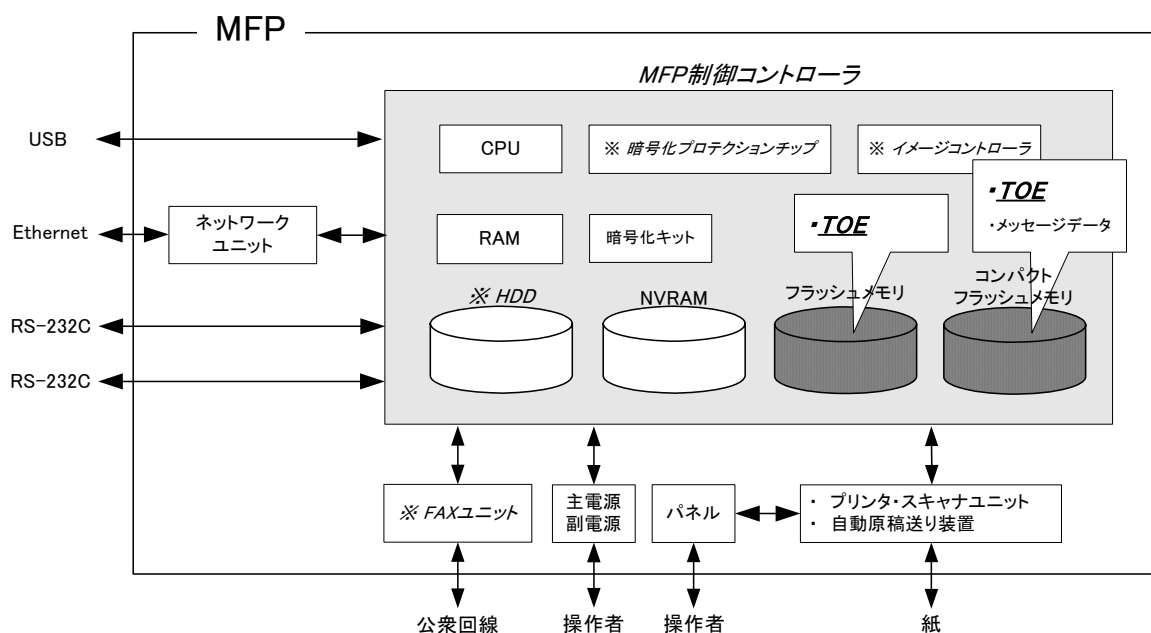 MFP
MFP制御コントローラ
USB
CPU
※ 暗号化プロテクションチップ
※ イメージコントローラ
・TOE
・TOE
・メッセージデータ
Ethernet
ネットワーク
ユニット
RAM
暗号化キット
※ HDD
NVRAM
フラッシュメモリ
コンパクト
フラッシュメモリ
RS-232C
RS-232C
※ FAXユニット
主電源
副電源
パネル
・ プリンタ・スキャナユニット
・ 自動原稿送り装置
公衆回線
操作者
操作者
紙